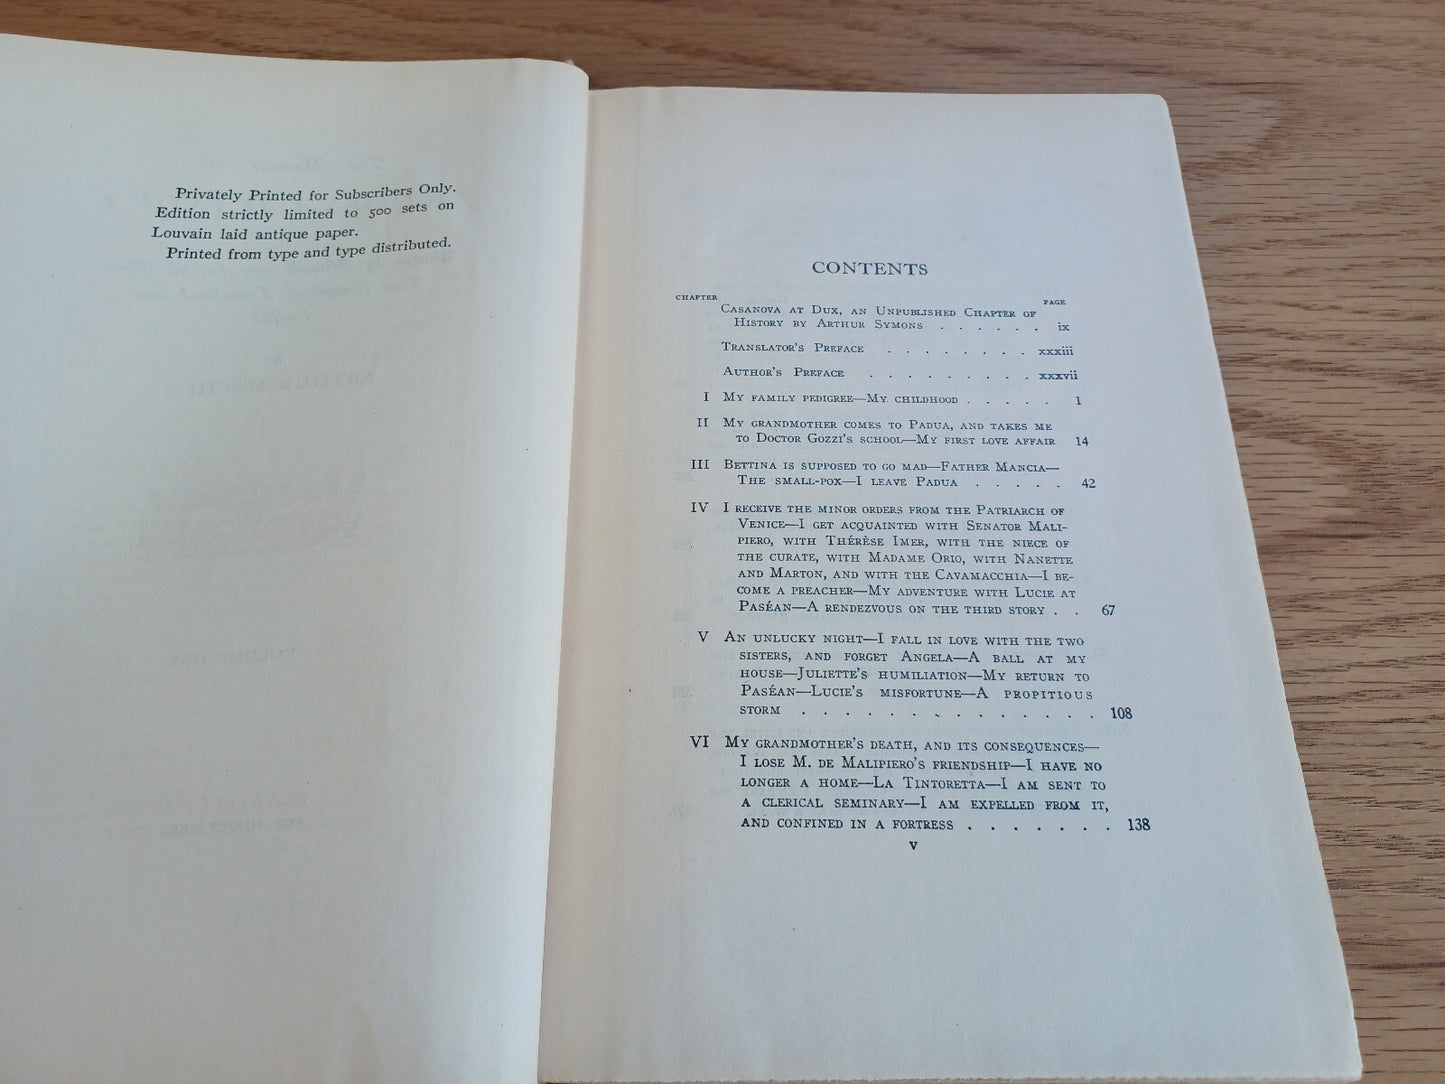 Privately Printed for Subscribers Only.
Edition strictly limited to 500 sets on
Louvain laid antique paper.
Printed from type and type distributed.
CONTENTS
CHAPTER PAGE
Casanova at Dux, an Unpublished Chapter of
History by Arthur Symons . . . . . . ix
Translator's Preface . . . . . . . . xxxiii
Author's Preface . . . . . . . . . xxxvii
I My family pedigree—My childhood . . . . . 1
II My grandmother comes to Padua, and takes me
to Doctor Gozzi's school—My first love affair 14
III Bettina is supposed to go mad—Father Mancia—
The small-pox—I leave Padua . . . . . 42
IV I receive the minor orders from the Patriarch of
Venice—I get acquainted with Senator Mali-
piero, with Thérèse Imer, with the niece of
the curate, with Madame Orio, with Nanette
and Marton, and with the Cavamacchia—I be-
come a preacher—My adventure with Lucie at
Paséan—A rendezvous on the third story . . 67
V An unlucky night—I fall in love with the two
sisters, and forget Angela—A ball at my
house—Juliette's humiliation—My return to
Paséan—Lucie's misfortune—A propitious
storm . . . . . . . . . . . . . . 108
VI My grandmother's death, and its consequences—
I lose M. de Malipiero's friendship—I have no
longer a home—La Tintoretta—I am sent to
a clerical seminary—I am expelled from it,
and confined in a fortress . . . . . . . 138
v